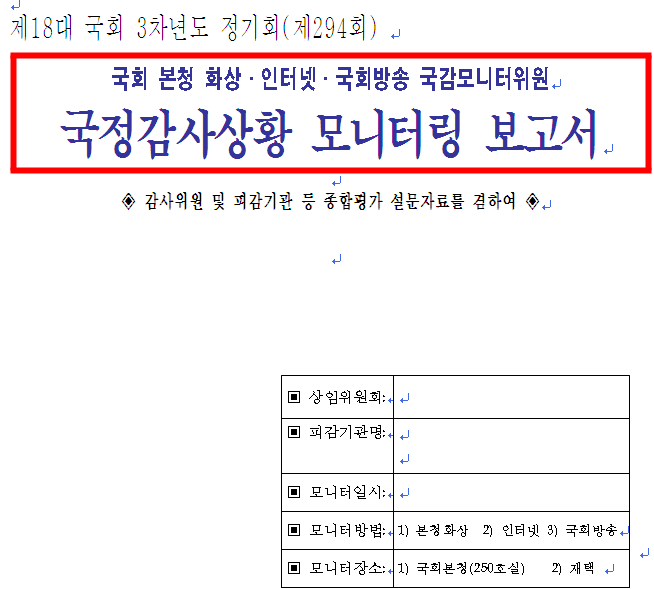 제18대 국회 3차년도 정기회(제294회)
국회 본청 화상·인터넷·국회방송 국감모니터위원
국정감사상황 모니터링 보고서
◈ 감사위원 및 피감기관 등 종합평가 설문자료를 겸하여 ◈
▣ 상임위원회:
▣ 피감기관명:
▣ 모니터일시:
▣ 모니터방법: 1) 본청화상 2) 인터넷 3) 국회방송
▣ 모니터장소: 1) 국회본청(250호실) 2) 재택